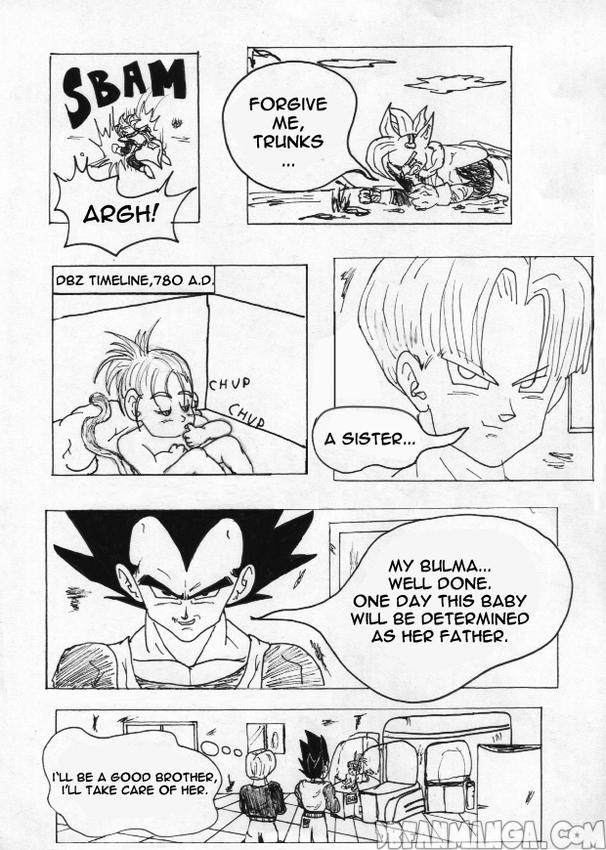 SBAM
ARGH!
FORGIVE
ME,
TRUNKS
...
DBZ TIMELINE,780 A.D.
CHUP
CHUP
A SISTER...
MY BULMA...
WELL DONE.
ONE DAY THIS BABY
WILL BE DETERMINED
AS HER FATHER.
I'LL BE A GOOD BROTHER,
I'LL TAKE CARE OF HER.
DBFANMANGA.COM